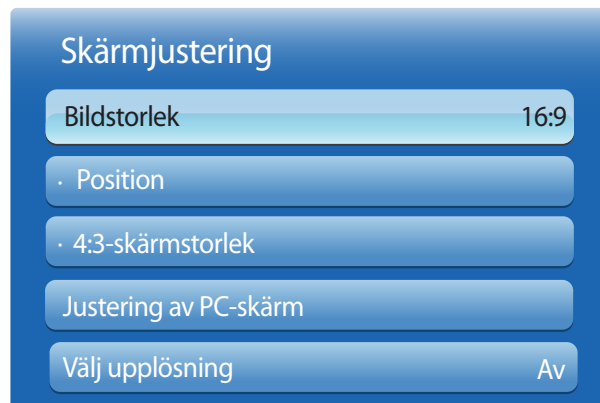 Skärmjustering
Bildstorlek 16:9
· Position
· 4:3-skärmstorlek
Justering av PC-skärm
Välj upplösning Av